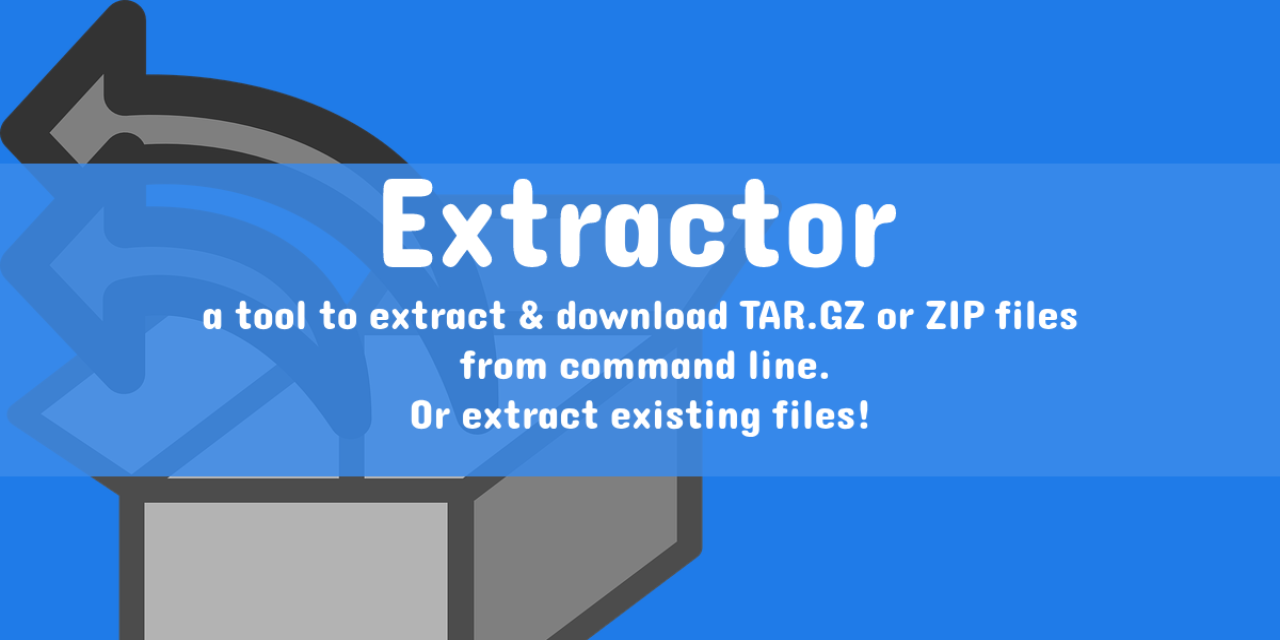 Extractor
a tool to extract & download TAR.GZ or ZIP files
from command line.
Or extract existing files!